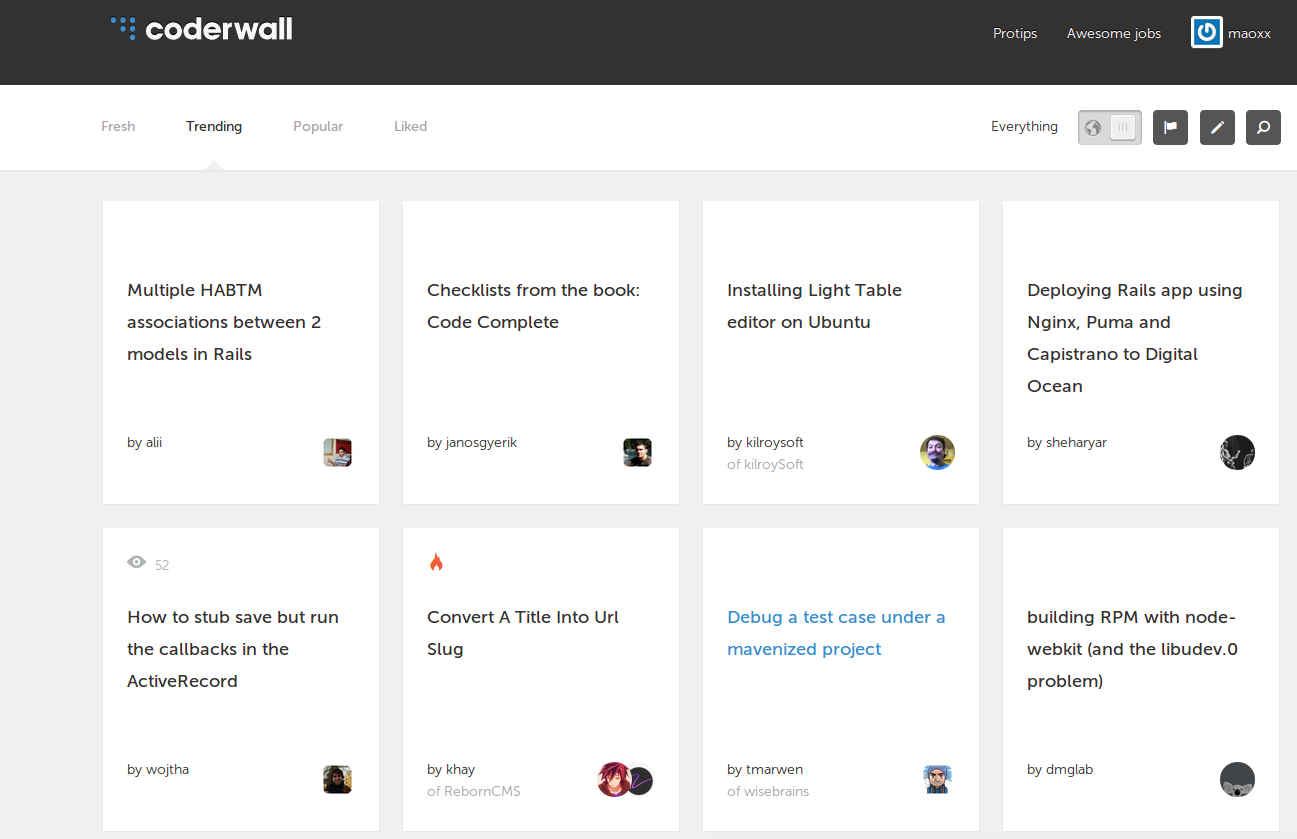 coderwall
Protips
Awesome jobs
maoxx
Fresh
Trending
Popular
Liked
Everything
Multiple HABTM
associations between 2
models in Rails
by alii
Checklists from the book:
Code Complete
by janosgyerik
Installing Light Table
editor on Ubuntu
by kilroysoft
of kilroySoft
Deploying Rails app using
Nginx, Puma and
Capistrano to Digital
Ocean
by sheharyar
52
How to stub save but run
the callbacks in the
ActiveRecord
by wojtha
Convert A Title Into Url
Slug
by khay
of RebornCMS
Debug a test case under a
mavenized project
by tmarwen
of wisebrains
building RPM with node-
webkit (and the libudev.0
problem)
by dmglab